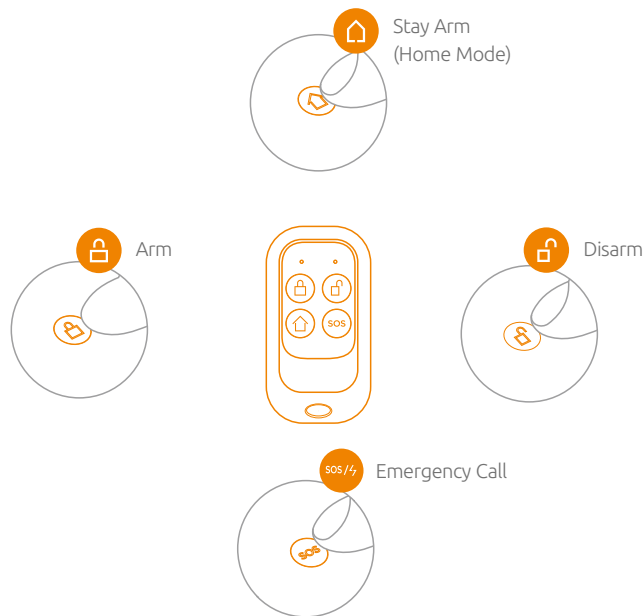 Stay Arm
(Home Mode)
Arm
Disarm
SOS
SOS/
Emergency Call
SOS